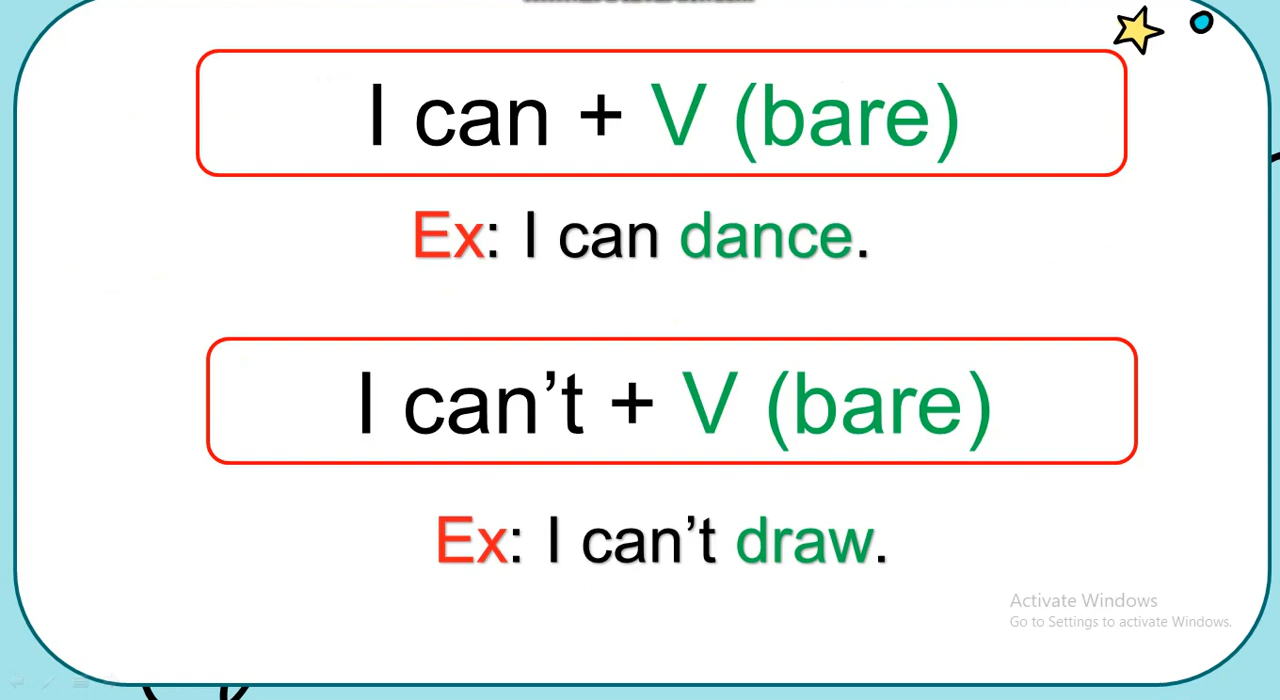 I can + V (bare)
Ex: I can dance.
I can’t + V (bare)
Ex: I can’t draw.
Activate Windows
Go to Settings to activate Windows.